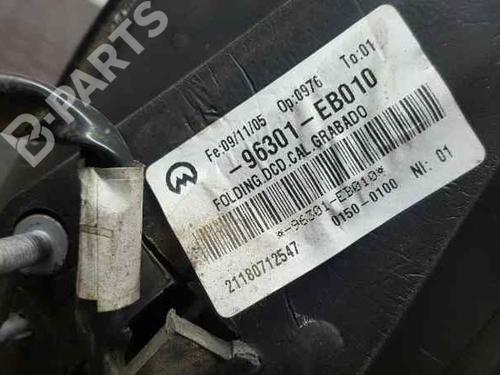 B-PARTS
Fe:09/11/05 Op:0976 To:01
-96301-EB010
FOLDING.DCD.CAL.GRABADO
*-96301-EB010*
0150-0100 NI: 01
21180712547